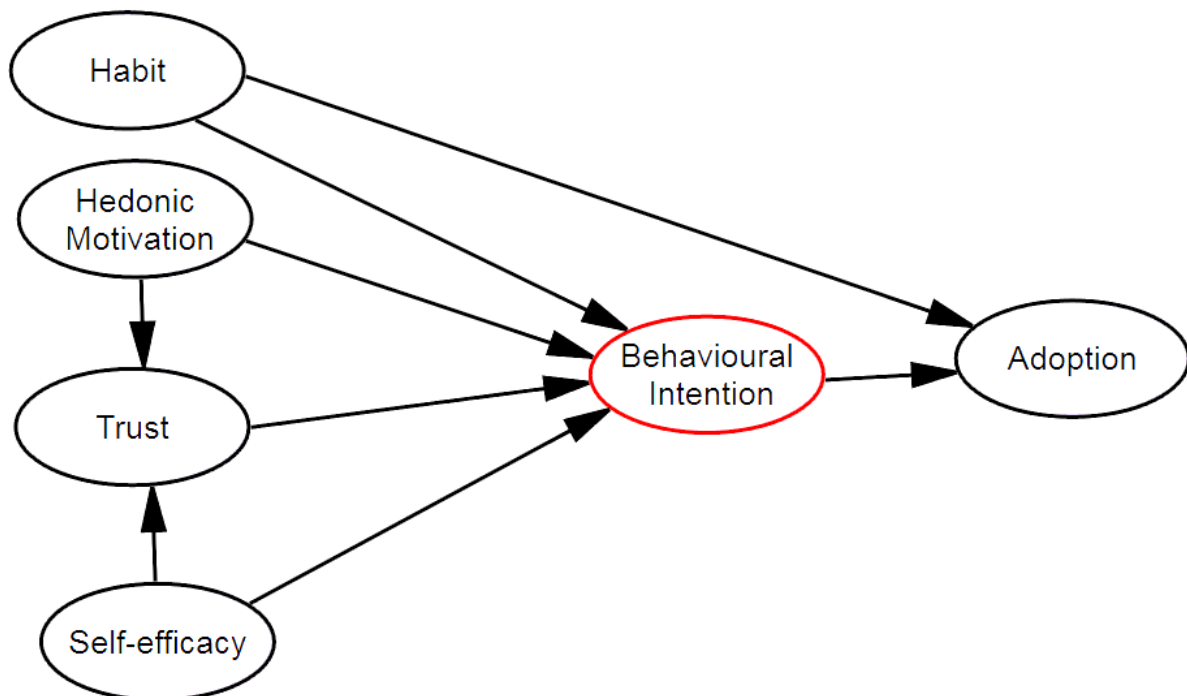 Habit
Hedonic
Motivation
Trust
Self-efficacy
Behavioural
Intention
Adoption